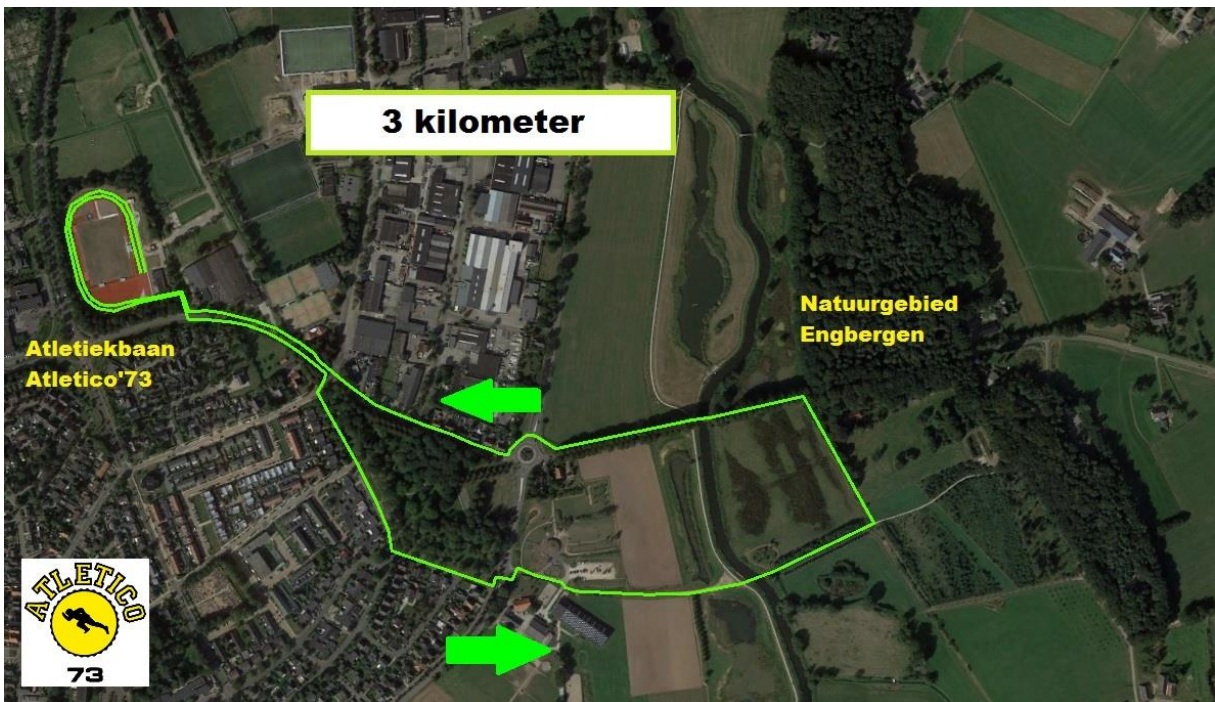 3 kilometer
Natuurgebied
Engbergen
Atletiekbaan
Atletico'73
ATLETICO
73